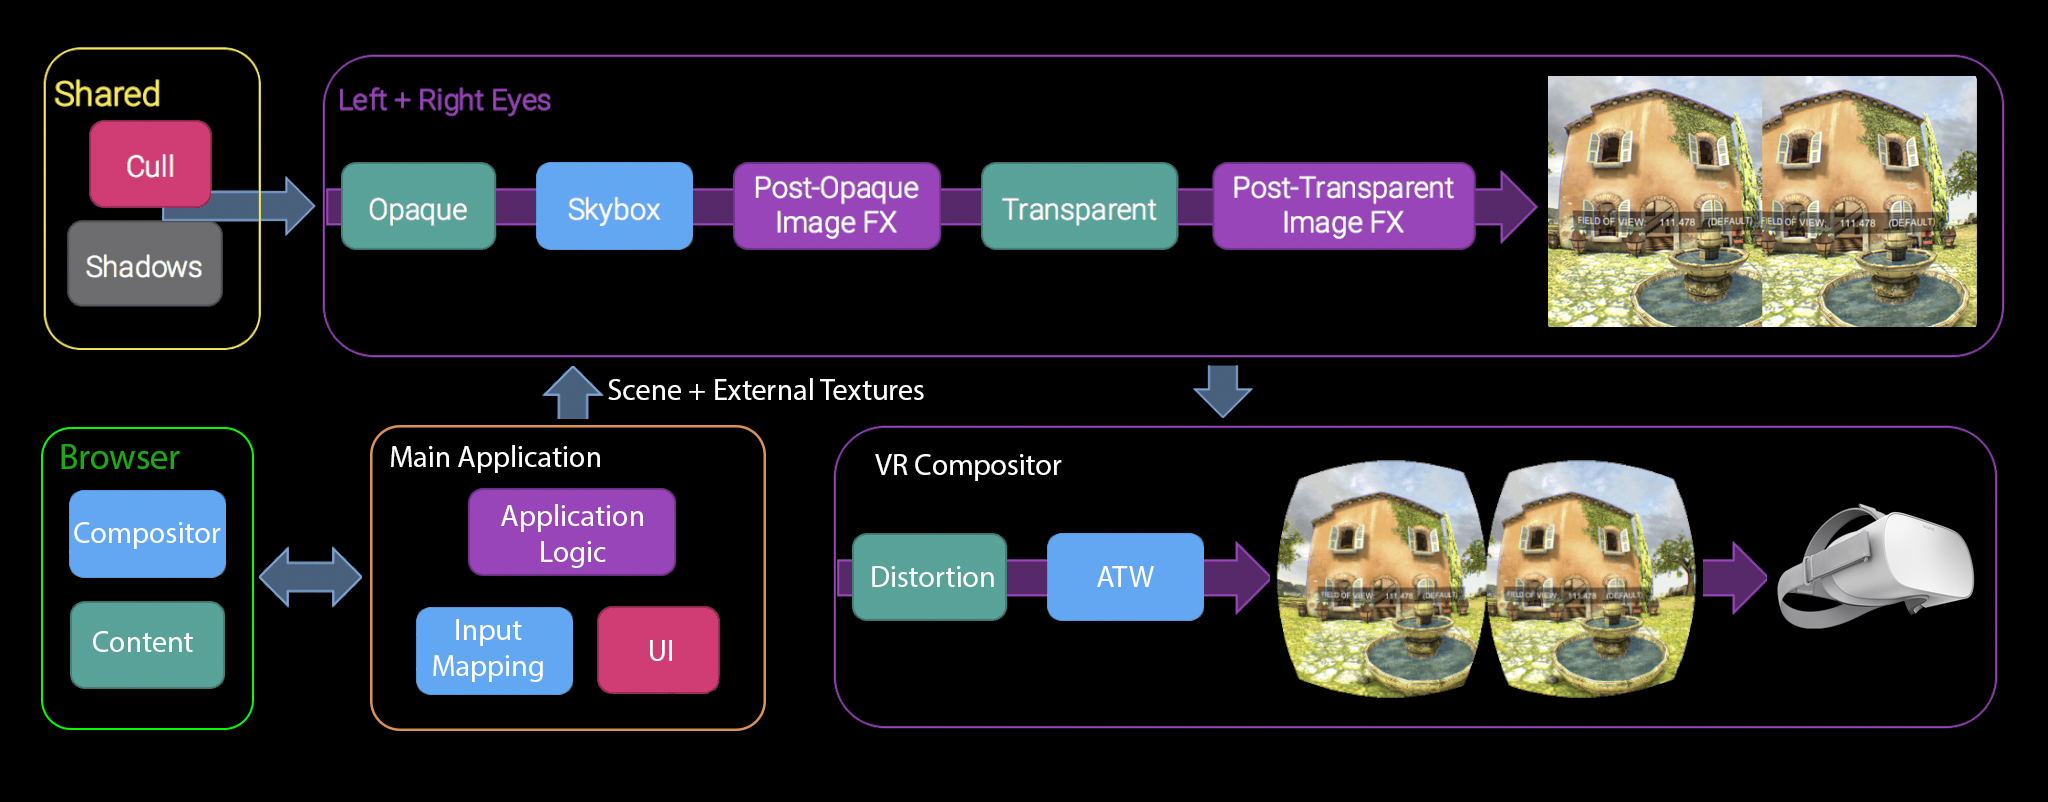 Shared
Cull
Shadows
Left + Right Eyes
Opaque
Skybox
Post-Opaque
Image FX
Transparent
Post-Transparent
Image FX
FIELD OF VIEW: 111.478 (DEFAULT)
FIELD OF VIEW: 111.478 (DEFAULT)
Scene + External Textures
Browser
Compositor
Content
Main Application
Application
Logic
Input
Mapping
UI
VR Compositor
Distortion
ATW
FIELD OF VIEW: 111.478 (DEFAULT)
FIELD OF VIEW: 111.478 (DEFAULT)